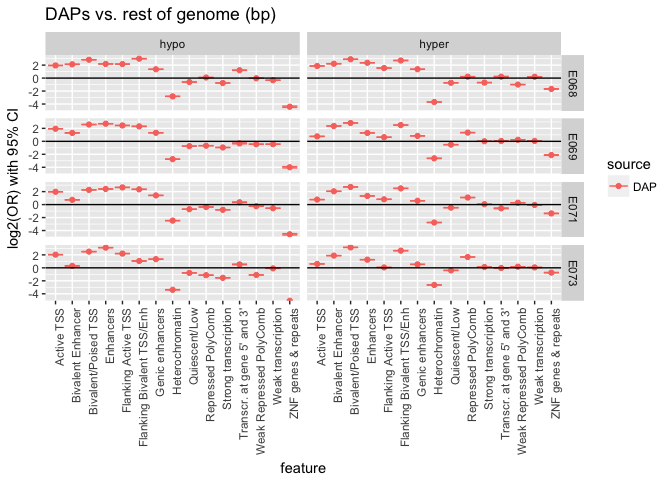 DAPs vs. rest of genome (bp)
hypo
hyper
log2(OR) with 95% CI
2
0
-2
-4
E068
2
0
-2
-4
E069
2
0
-2
-4
E071
2
0
-2
-4
E073
source
DAP
Active TSS
Bivalent Enhancer
Bivalent/Poised TSS
Enhancers
Flanking Active TSS
Flanking Bivalent TSS/Enh
Genic enhancers
Heterochromatin
Quiescent/Low
Repressed PolyComb
Strong transcription
Transcr. at gene 5' and 3'
Weak Repressed PolyComb
Weak transcription
ZNF genes & repeats
Active TSS
Bivalent Enhancer
Bivalent/Poised TSS
Enhancers
Flanking Active TSS
Flanking Bivalent TSS/Enh
Genic enhancers
Heterochromatin
Quiescent/Low
Repressed PolyComb
Strong transcription
Transcr. at gene 5' and 3'
Weak Repressed PolyComb
Weak transcription
ZNF genes & repeats
feature